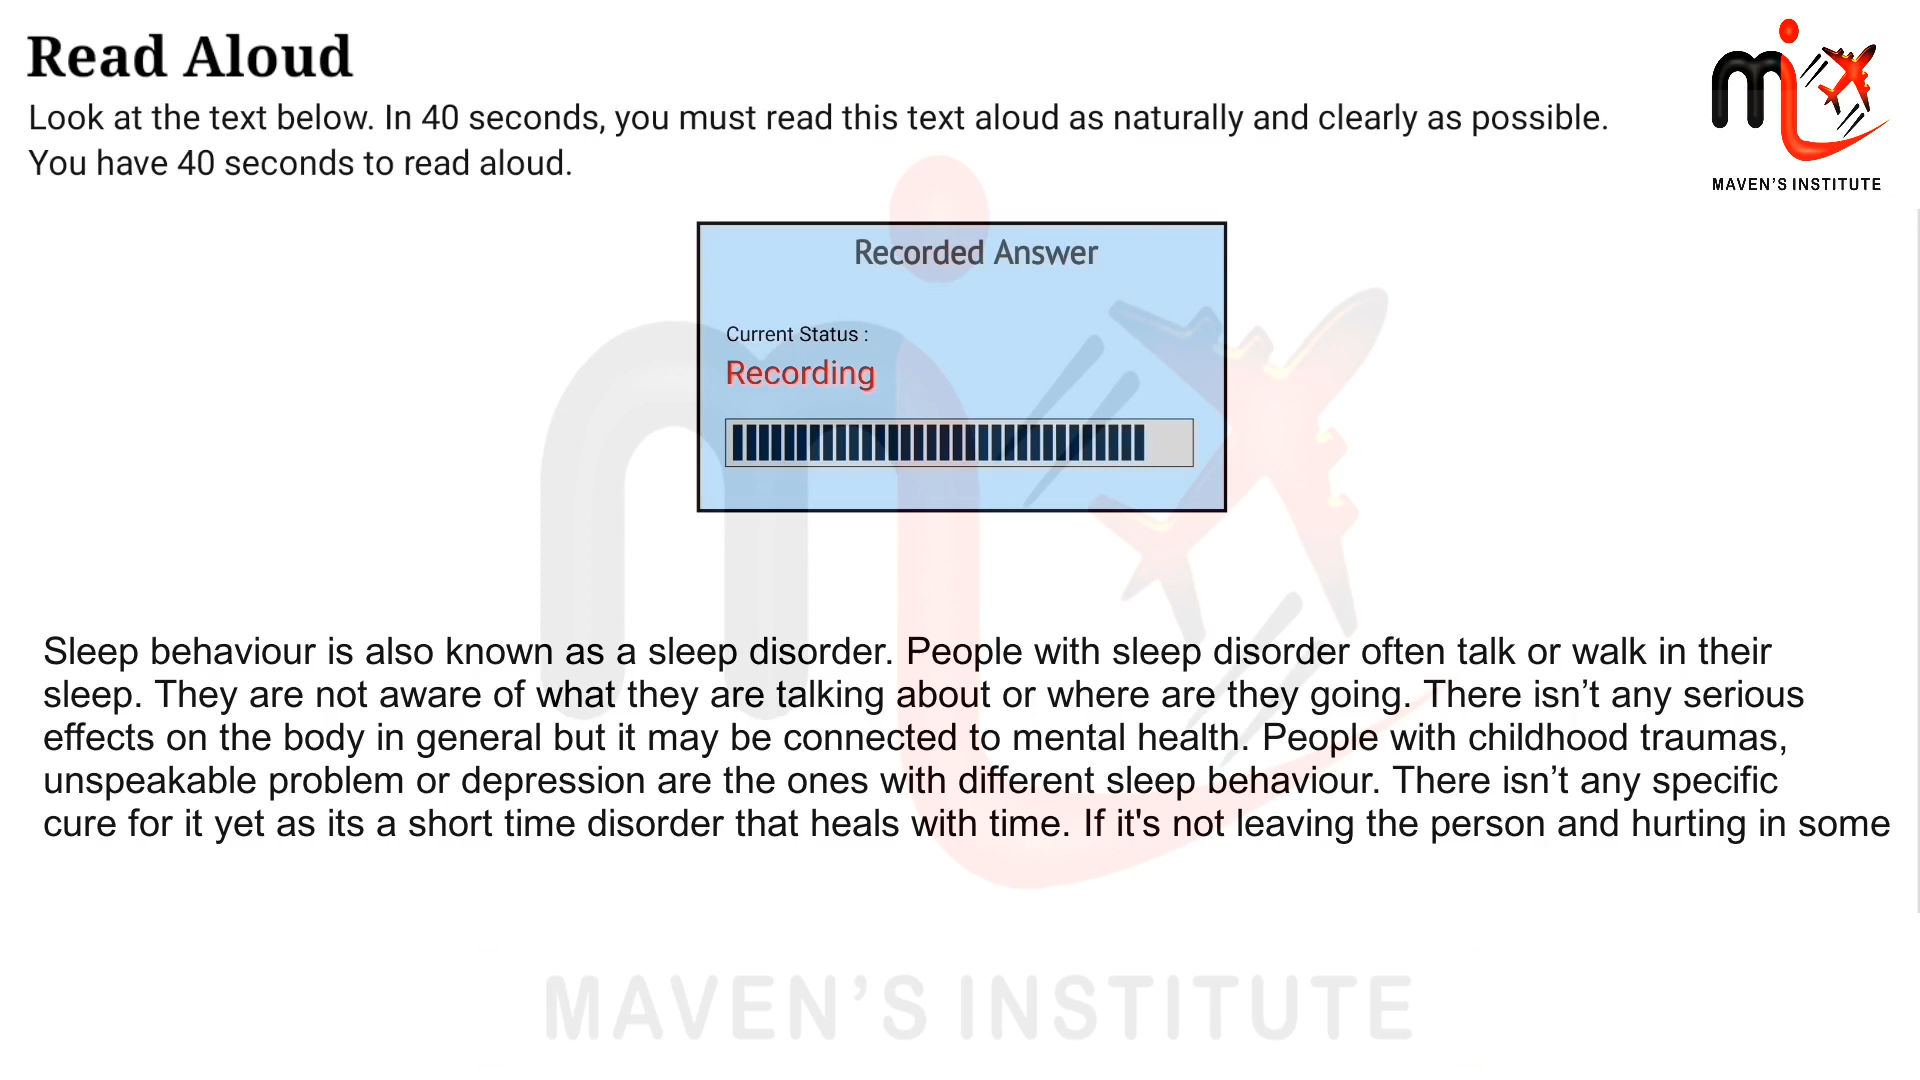 Read Aloud
Look at the text below. In 40 seconds, you must read this text aloud as naturally and clearly as possible.
You have 40 seconds to read aloud.
mi
MAVEN'S INSTITUTE
Recorded Answer
Current Status :
Recording
Sleep behaviour is also known as a sleep disorder. People with sleep disorder often talk or walk in their
sleep. They are not aware of what they are talking about or where are they going. There isn’t any serious
effects on the body in general but it may be connected to mental health. People with childhood traumas,
unspeakable problem or depression are the ones with different sleep behaviour. There isn’t any specific
cure for it yet as its a short time disorder that heals with time. If it's not leaving the person and hurting in some
MAVEN'S INSTITUTE